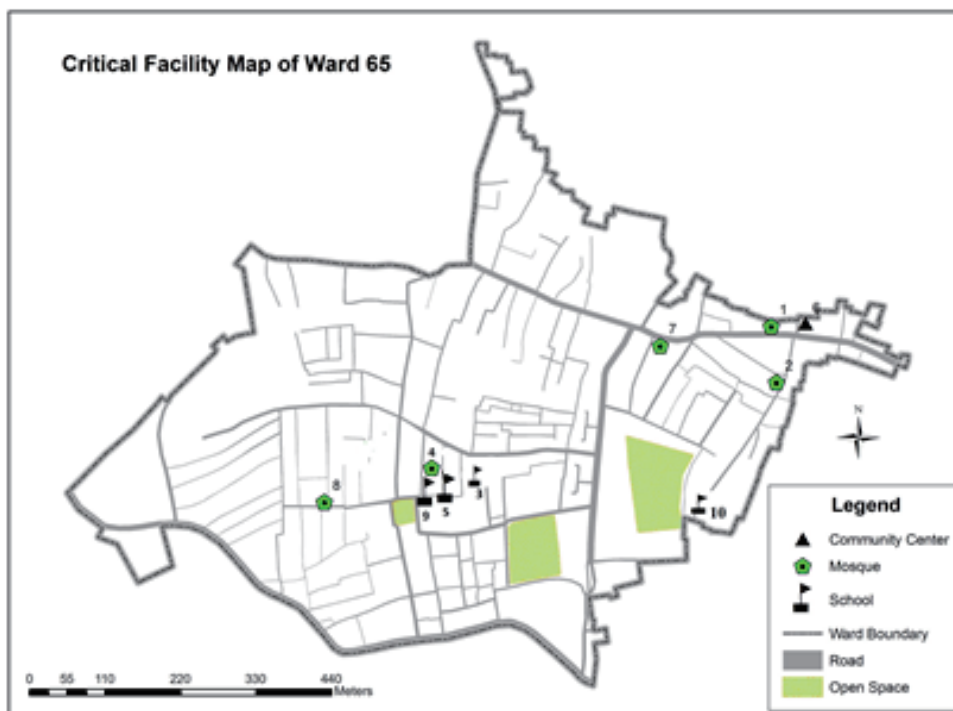 Critical Facility Map of Ward 65
1
6
7
2
4
3
8
9
5
10
N
Legend
Community Center
Mosque
School
Ward Boundary
Road
Open Space
0 55 110 220 330 440
Meters